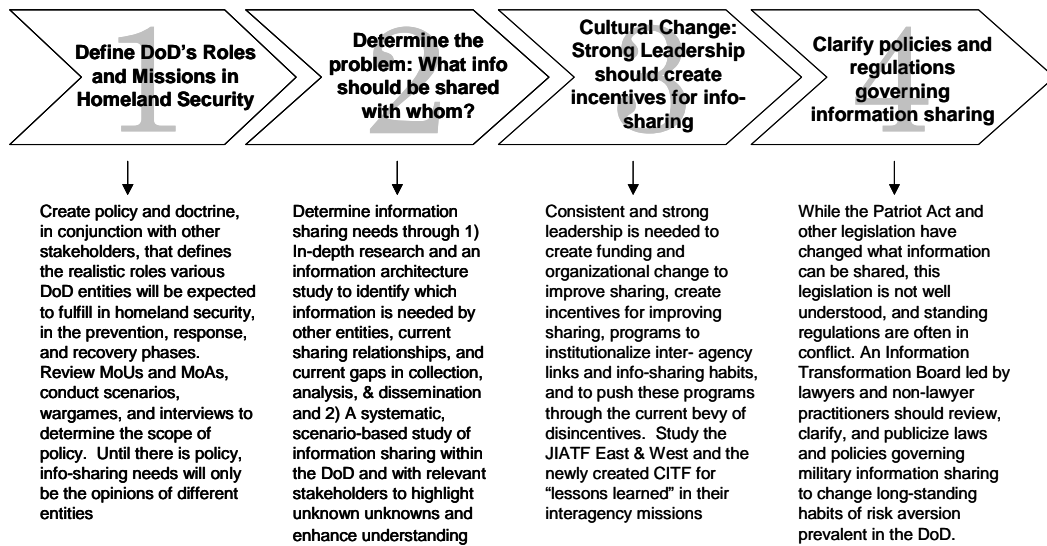 1
Define DoD's Roles
and Missions in
Homeland Security
2
Determine the
problem: What info
should be shared
with whom?
3
Cultural Change:
Strong Leadership
should create
incentives for info-
sharing
4
Clarify policies and
regulations
governing
information sharing
Create policy and doctrine,
in conjunction with other
stakeholders, that defines
the realistic roles various
DoD entities will be expected
to fulfill in homeland security,
in the prevention, response,
and recovery phases.
Review MoUs and MoAs,
conduct scenarios,
wargames, and interviews to
determine the scope of
policy. Until there is policy,
info-sharing needs will only
be the opinions of different
entities
Determine information
sharing needs through 1)
In-depth research and an
information architecture
study to identify which
information is needed by
other entities, current
sharing relationships, and
current gaps in collection,
analysis, & dissemination
and 2) A systematic,
scenario-based study of
information sharing within
the DoD and with relevant
stakeholders to highlight
unknown unknowns and
enhance understanding
Consistent and strong
leadership is needed to
create funding and
organizational change to
improve sharing, create
incentives for improving
sharing, programs to
institutionalize inter- agency
links and info-sharing habits,
and to push these programs
through the current bevy of
disincentives. Study the
JIATF East & West and the
newly created CITF for
“lessons learned” in their
interagency missions
While the Patriot Act and
other legislation have
changed what information
can be shared, this
legislation is not well
understood, and standing
regulations are often in
conflict. An Information
Transformation Board led by
lawyers and non-lawyer
practitioners should review,
clarify, and publicize laws
and policies governing
military information sharing
to change long-standing
habits of risk aversion
prevalent in the DoD.